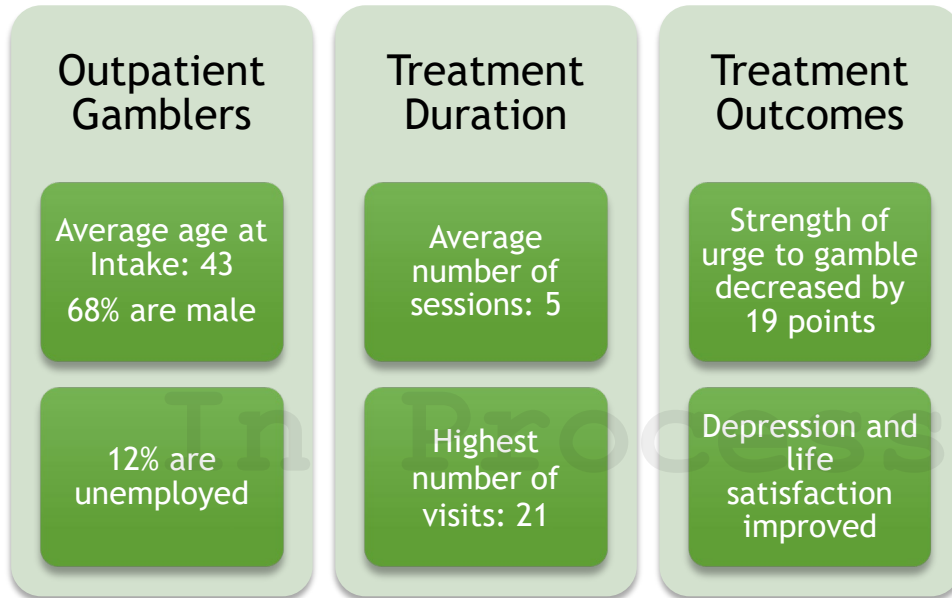 Outpatient
Gamblers
Average age at
Intake: 43
68% are male
12% are
unemployed
Treatment
Duration
Average
number of
sessions: 5
Highest
number of
visits: 21
Treatment
Outcomes
Strength of
urge to gamble
decreased by
19 points
Depression and
life
satisfaction
improved
In Process